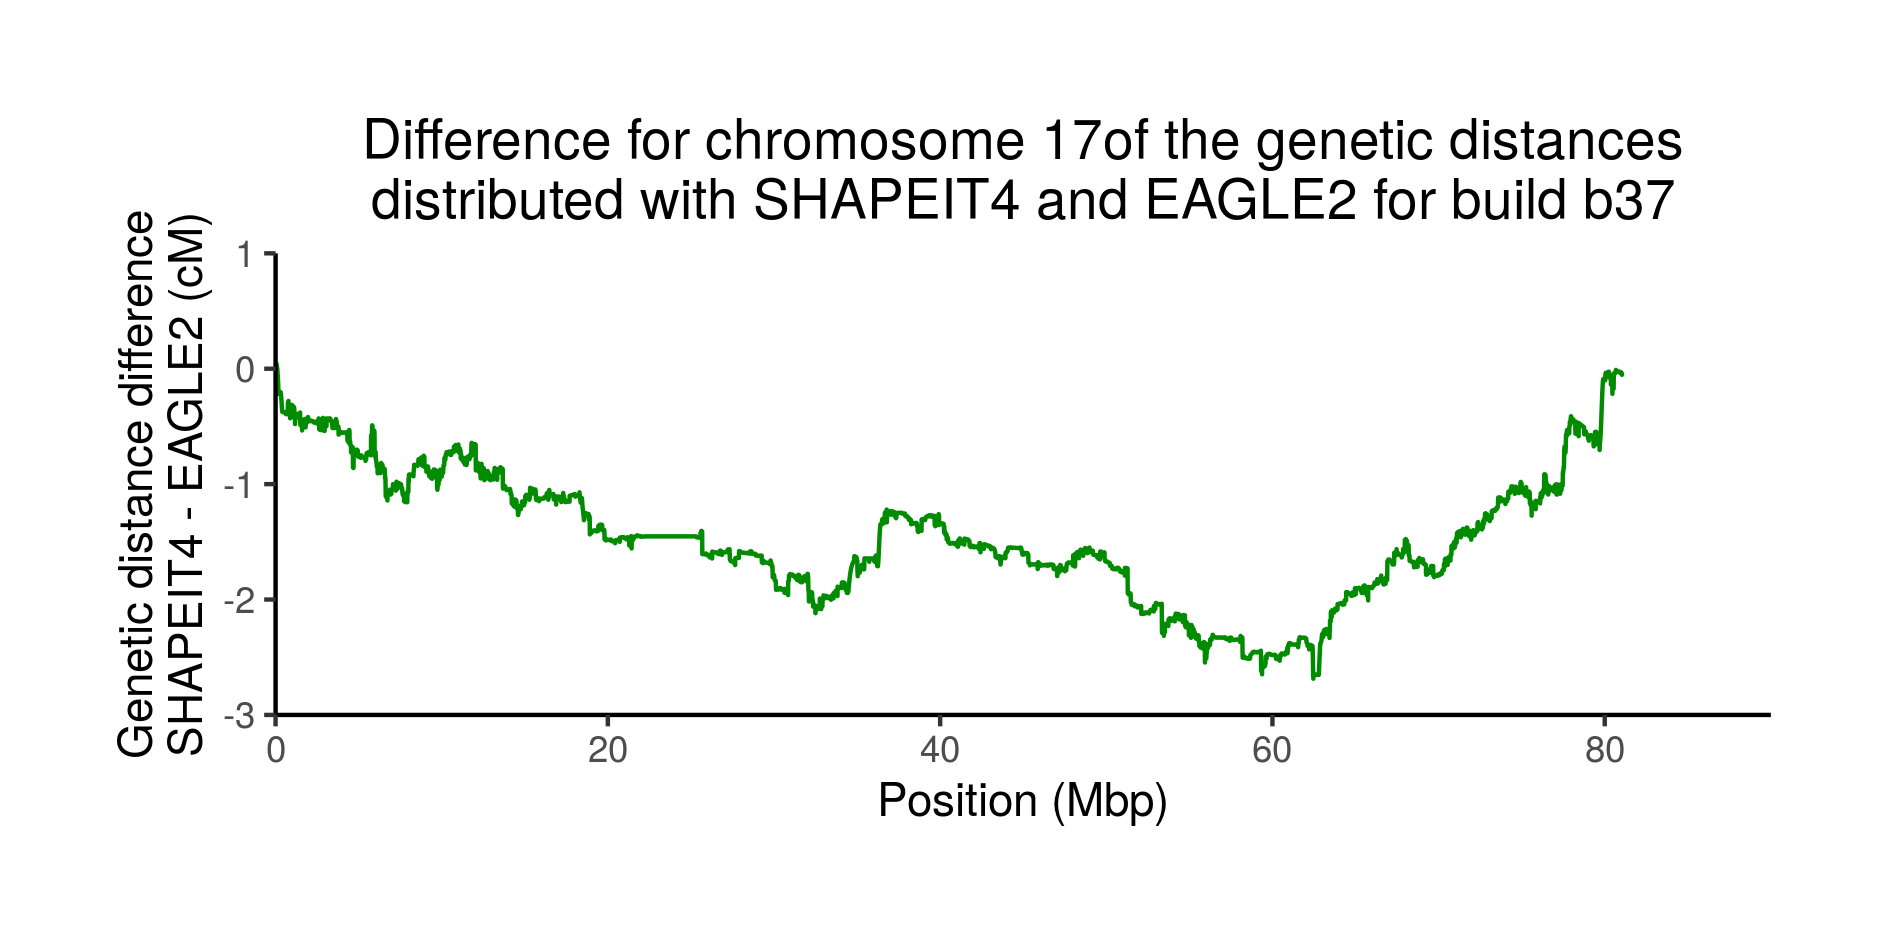 Difference for chromosome 17of the genetic distances
distributed with SHAPEIT4 and EAGLE2 for build b37
Genetic distance difference
SHAPEIT4 - EAGLE2 (cM)
1
0
-1
-2
-3
0
20
40
60
80
Position (Mbp)